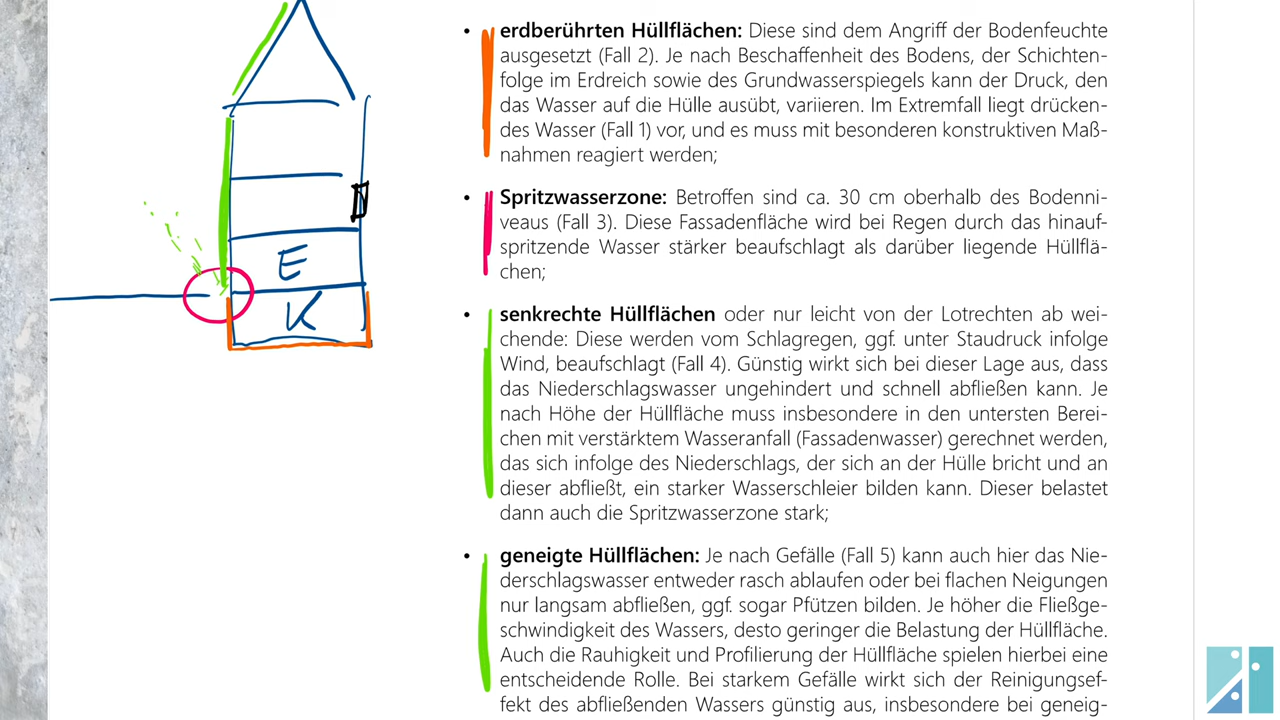 E
K
• erdberührten Hüllflächen: Diese sind dem Angriff der Bodenfeuchte
ausgesetzt (Fall 2). Je nach Beschaffenheit des Bodens, der Schichten-
folge im Erdreich sowie des Grundwasserspiegels kann der Druck, den
das Wasser auf die Hülle ausübt, variieren. Im Extremfall liegt drücken-
des Wasser (Fall 1) vor, und es muss mit besonderen konstruktiven Maß-
nahmen reagiert werden;
• Spritzwasserzone: Betroffen sind ca. 30 cm oberhalb des Bodenni-
veaus (Fall 3). Diese Fassadenfläche wird bei Regen durch das hinauf-
spritzende Wasser stärker beaufschlagt als darüber liegende Hüllflä-
chen;
• senkrechte Hüllflächen oder nur leicht von der Lotrechten ab wei-
chende: Diese werden vom Schlagregen, ggf. unter Staudruck infolge
Wind, beaufschlagt (Fall 4). Günstig wirkt sich bei dieser Lage aus, dass
das Niederschlagswasser ungehindert und schnell abfließen kann. Je
nach Höhe der Hüllfläche muss insbesondere in den untersten Berei-
chen mit verstärktem Wasseranfall (Fassadenwasser) gerechnet werden,
das sich infolge des Niederschlags, der sich an der Hülle bricht und an
dieser abfließt, ein starker Wasserschleier bilden kann. Dieser belastet
dann auch die Spritzwasserzone stark;
• geneigte Hüllflächen: Je nach Gefälle (Fall 5) kann auch hier das Nie-
derschlagswasser entweder rasch ablaufen oder bei flachen Neigungen
nur langsam abfließen, ggf. sogar Pfützen bilden. Je höher die Fließge-
schwindigkeit des Wassers, desto geringer die Belastung der Hüllfläche.
Auch die Rauhigkeit und Profilierung der Hüllfläche spielen hierbei eine
entscheidende Rolle. Bei starkem Gefälle wirkt sich der Reinigungsef-
fekt des abfließenden Wassers günstig aus, insbesondere bei geneig-